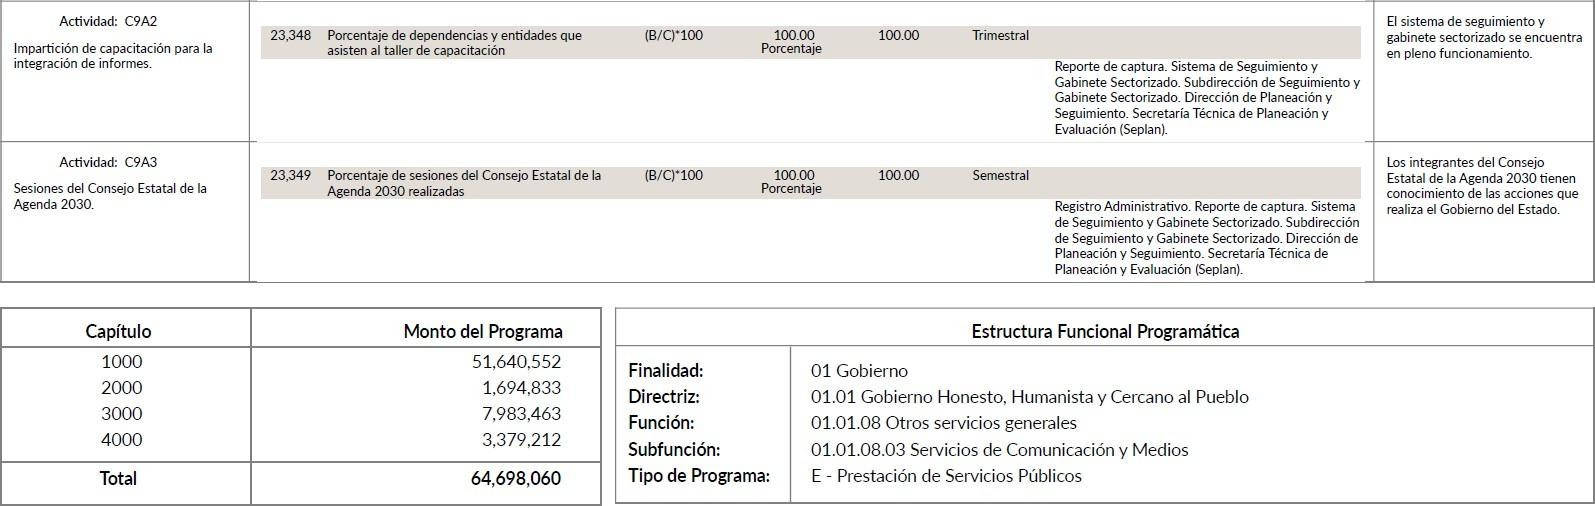 Actividad: C9A2
Impartición de capacitación para la
integración de informes.
23,348 Porcentaje de dependencias y entidades que
asisten al taller de capacitación
(B/C)*100
100.00
Porcentaje
100.00
Trimestral
Reporte de captura. Sistema de Seguimiento y
Gabinete Sectorizado. Subdirección de Seguimiento y
Gabinete Sectorizado. Dirección de Planeación y
Seguimiento. Secretaría Técnica de Planeación y
Evaluación (Seplan).
El sistema de seguimiento y
gabinete sectorizado se encuentra
en pleno funcionamiento.
Actividad: C9A3
Sesiones del Consejo Estatal de la
Agenda 2030.
23,349 Porcentaje de sesiones del Consejo Estatal de la
Agenda 2030 realizadas
(B/C)*100
100.00
Porcentaje
100.00
Semestral
Registro Administrativo. Reporte de captura. Sistema
de Seguimiento y Gabinete Sectorizado. Subdirección
de Seguimiento y Gabinete Sectorizado. Dirección de
Planeación y Seguimiento. Secretaría Técnica de
Planeación y Evaluación (Seplan).
Los integrantes del Consejo
Estatal de la Agenda 2030 tienen
conocimiento de las acciones que
realiza el Gobierno del Estado.
Capítulo Monto del Programa
1000 51,640,552
2000 1,694,833
3000 7,983,463
4000 3,379,212
Total 64,698,060
Estructura Funcional Programática
Finalidad: 01 Gobierno
Directriz: 01.01 Gobierno Honesto, Humanista y Cercano al Pueblo
Función: 01.01.08 Otros servicios generales
Subfunción: 01.01.08.03 Servicios de Comunicación y Medios
Tipo de Programa: E - Prestación de Servicios Públicos